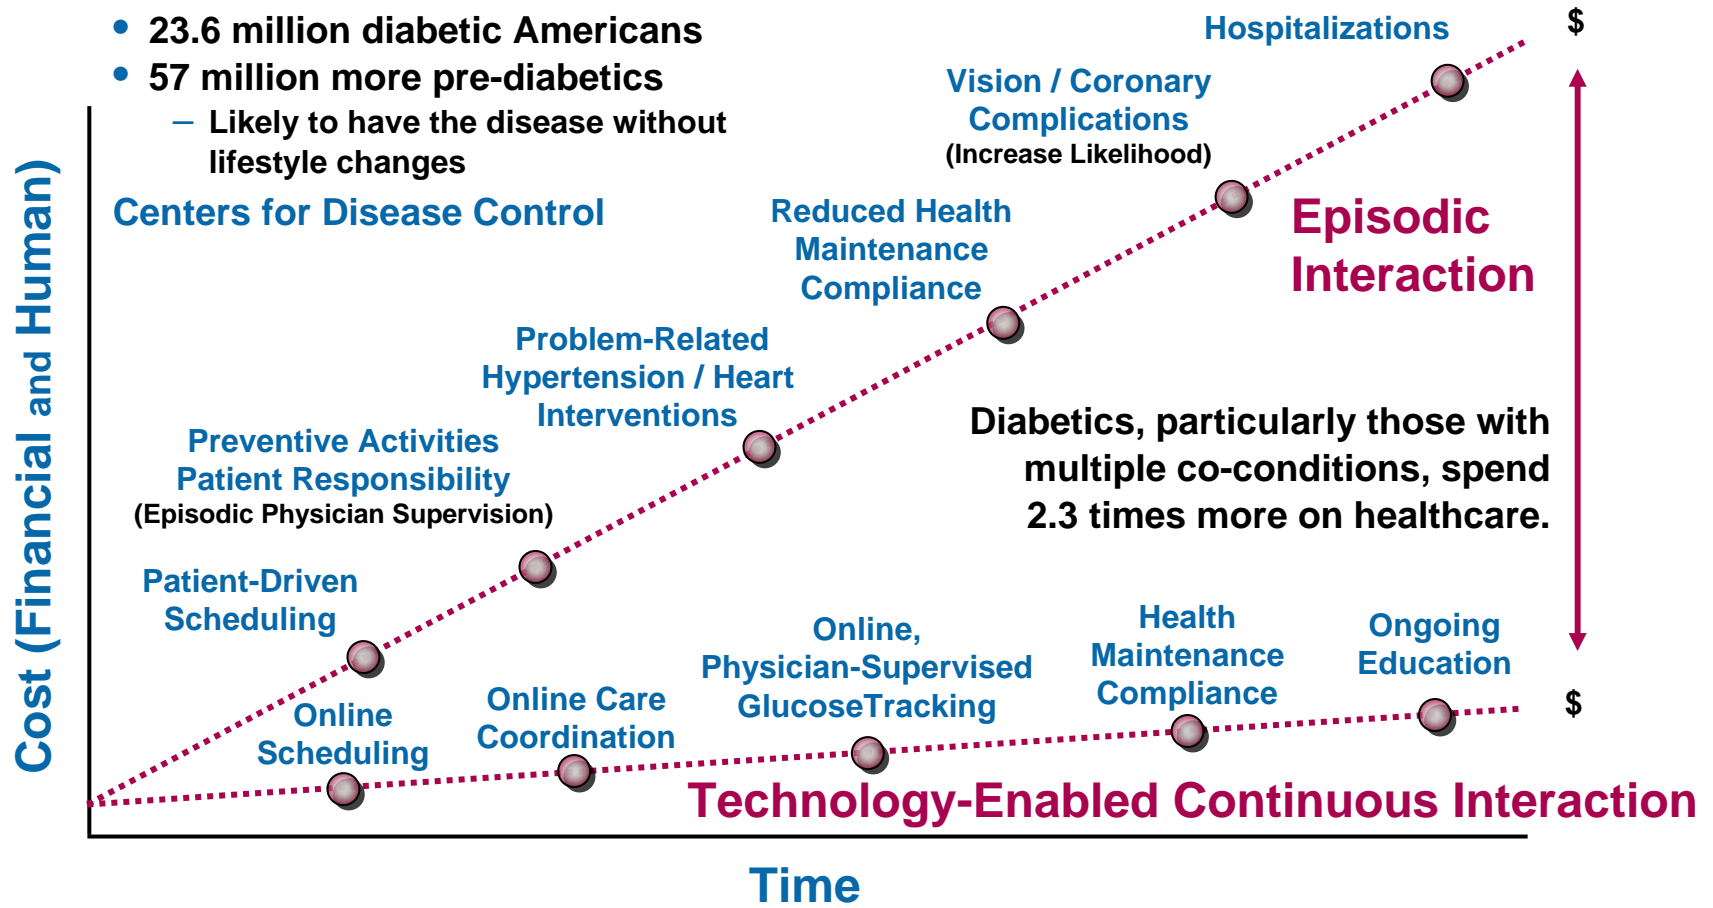 • 23.6 million diabetic Americans
• 57 million more pre-diabetics
– Likely to have the disease without
lifestyle changes
Centers for Disease Control
Cost (Financial and Human)
Hospitalizations
$
Vision / Coronary
Complications
(Increase Likelihood)
Reduced Health
Maintenance
Compliance
Episodic
Interaction
Problem-Related
Hypertension / Heart
Interventions
Preventive Activities
Patient Responsibility
(Episodic Physician Supervision)
Diabetics, particularly those with
multiple co-conditions, spend
2.3 times more on healthcare.
Patient-Driven
Scheduling
Online
Scheduling
Online Care
Coordination
Online,
Physician-Supervised
GlucoseTracking
Health
Maintenance
Compliance
Ongoing
Education
$
Technology-Enabled Continuous Interaction
Time